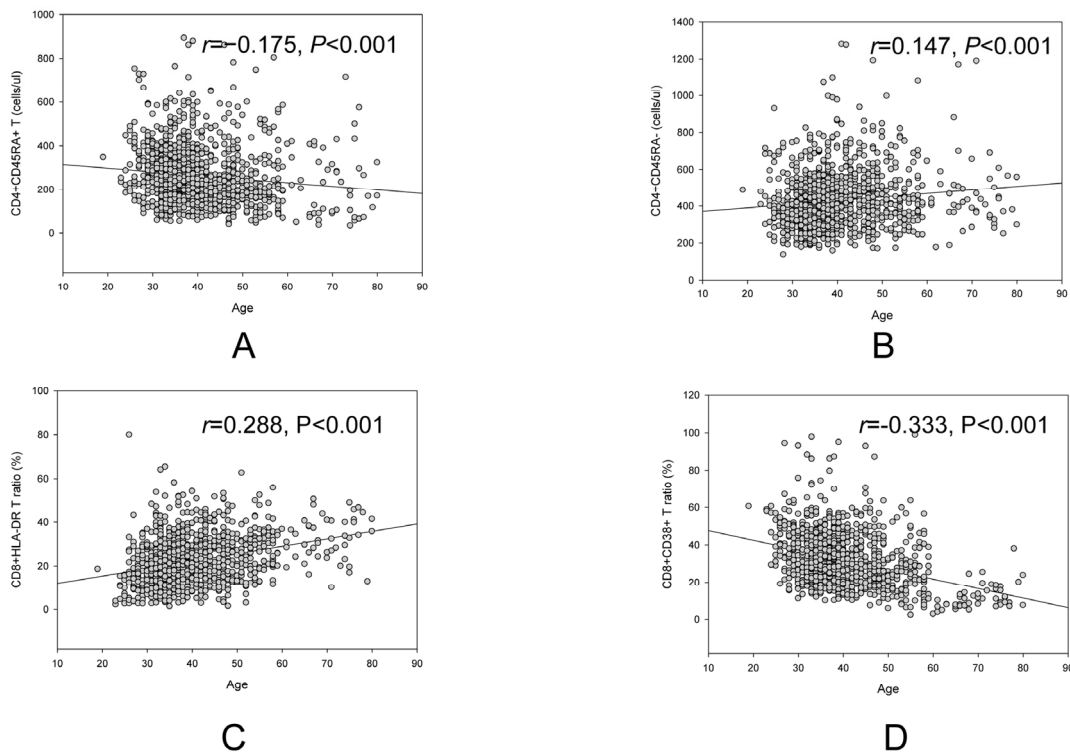 r=−0.175, P<0.001
CD4+CD45RA+ T (cells/ul)
1000
800
600
400
200
0
10 20 30 40 50 60 70 80 90
Age
A
r=0.147, P<0.001
CD4-CD45RA- (cells/ul)
1400
1200
1000
800
600
400
200
0
10 20 30 40 50 60 70 80 90
Age
B
r=0.288, P<0.001
CD8+HLA-DR T ratio (%)
100
80
60
40
20
0
10 20 30 40 50 60 70 80 90
Age
C
r=-0.333, P<0.001
CD8+CD38+ T ratio (%)
120
100
80
60
40
20
0
10 20 30 40 50 60 70 80 90
Age
D